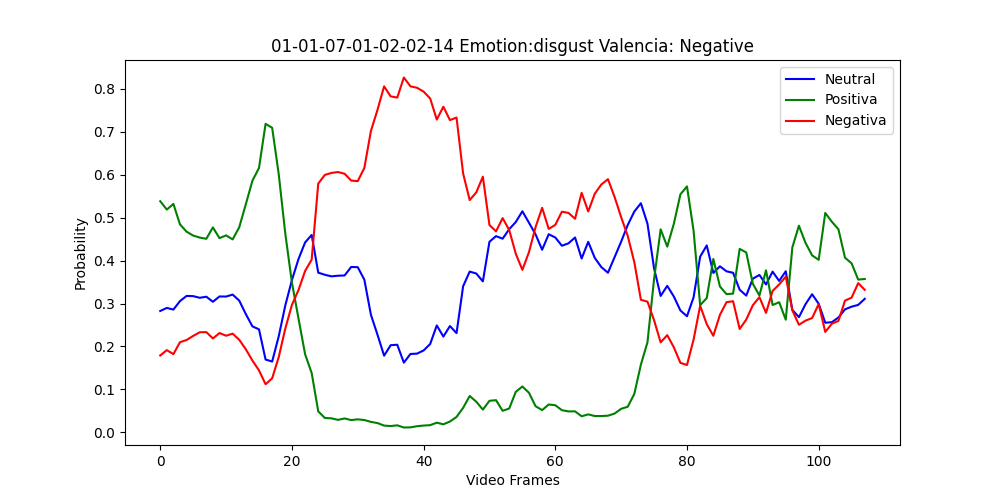 01-01-07-01-02-02-14 Emotion:disgust Valencia: Negative
Neutral
Positiva
Negativa
Probability
0.8
0.7
0.6
0.5
0.4
0.3
0.2
0.1
0.0
0 20 40 60 80 100
Video Frames